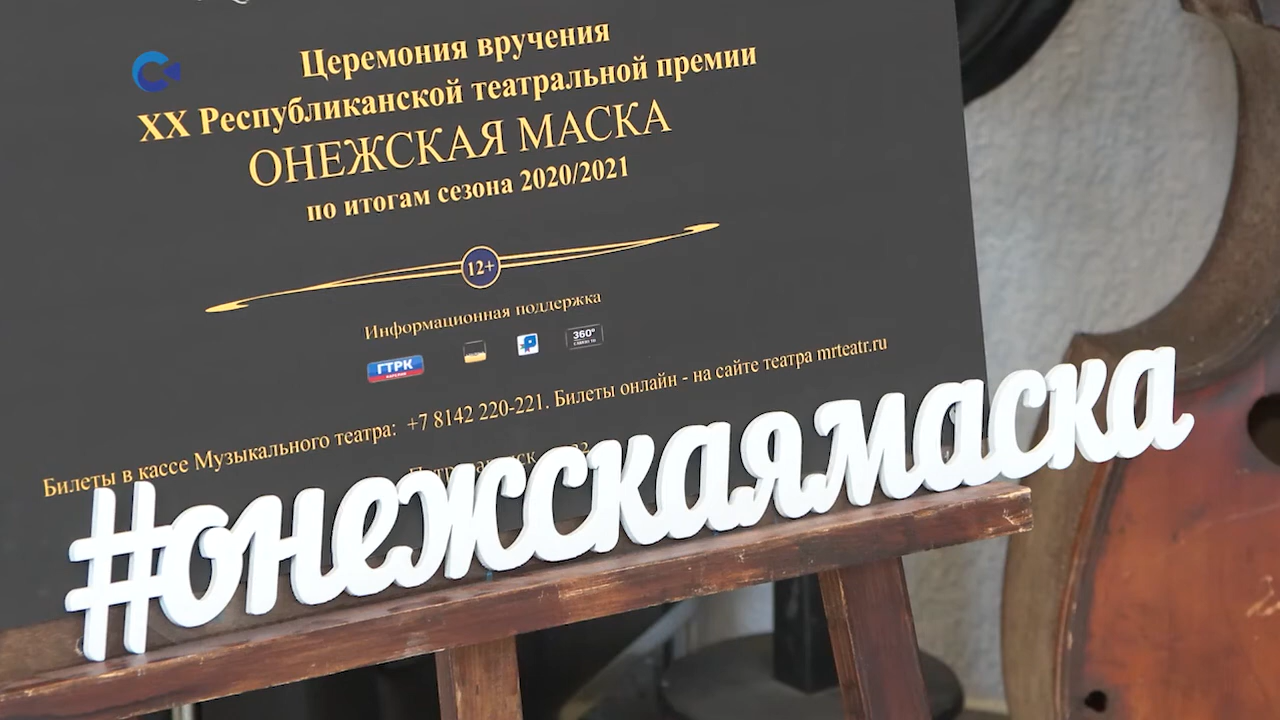 Церемония вручения
XX Республиканской театральной премии
ОНЕЖСКАЯ МАСКА
по итогам сезона 2020/2021
12+
Информационная поддержка
ГТРК
360°
Билеты в кассе Музыкального театра: +7 8142 220-221. Билеты онлайн - на сайте театра mrteatr.ru
#онежскаямаска